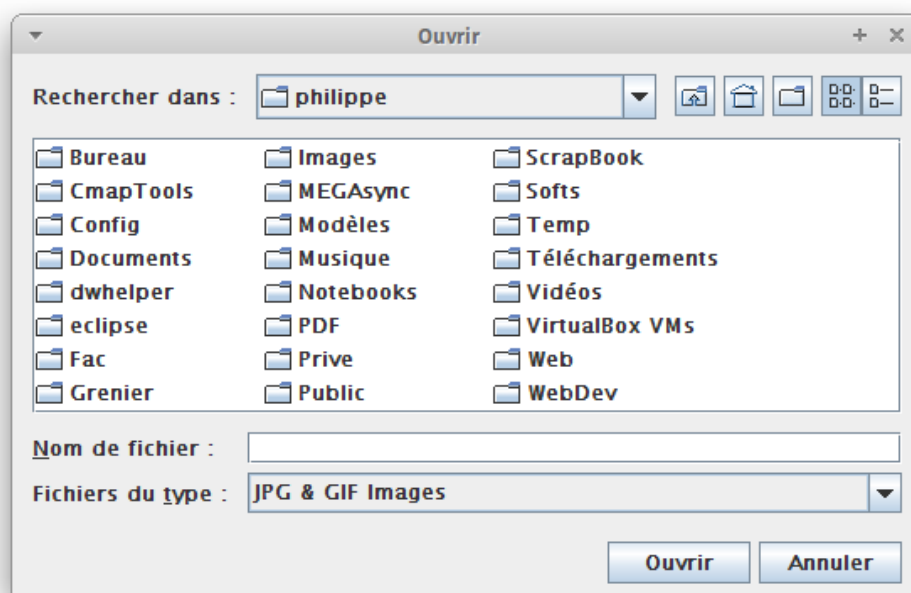 Ouvrir
Rechercher dans : philippe
Bureau Images ScrapBook
CmapTools MEGAsync Softs
Config Modèles Temp
Documents Musique Téléchargements
dwhelper Notebooks Vidéos
eclipse PDF VirtualBox VMs
Fac Prive Web
Grenier Public WebDev
Nom de fichier :
Fichiers du type : JPG & GIF Images
Ouvrir Annuler